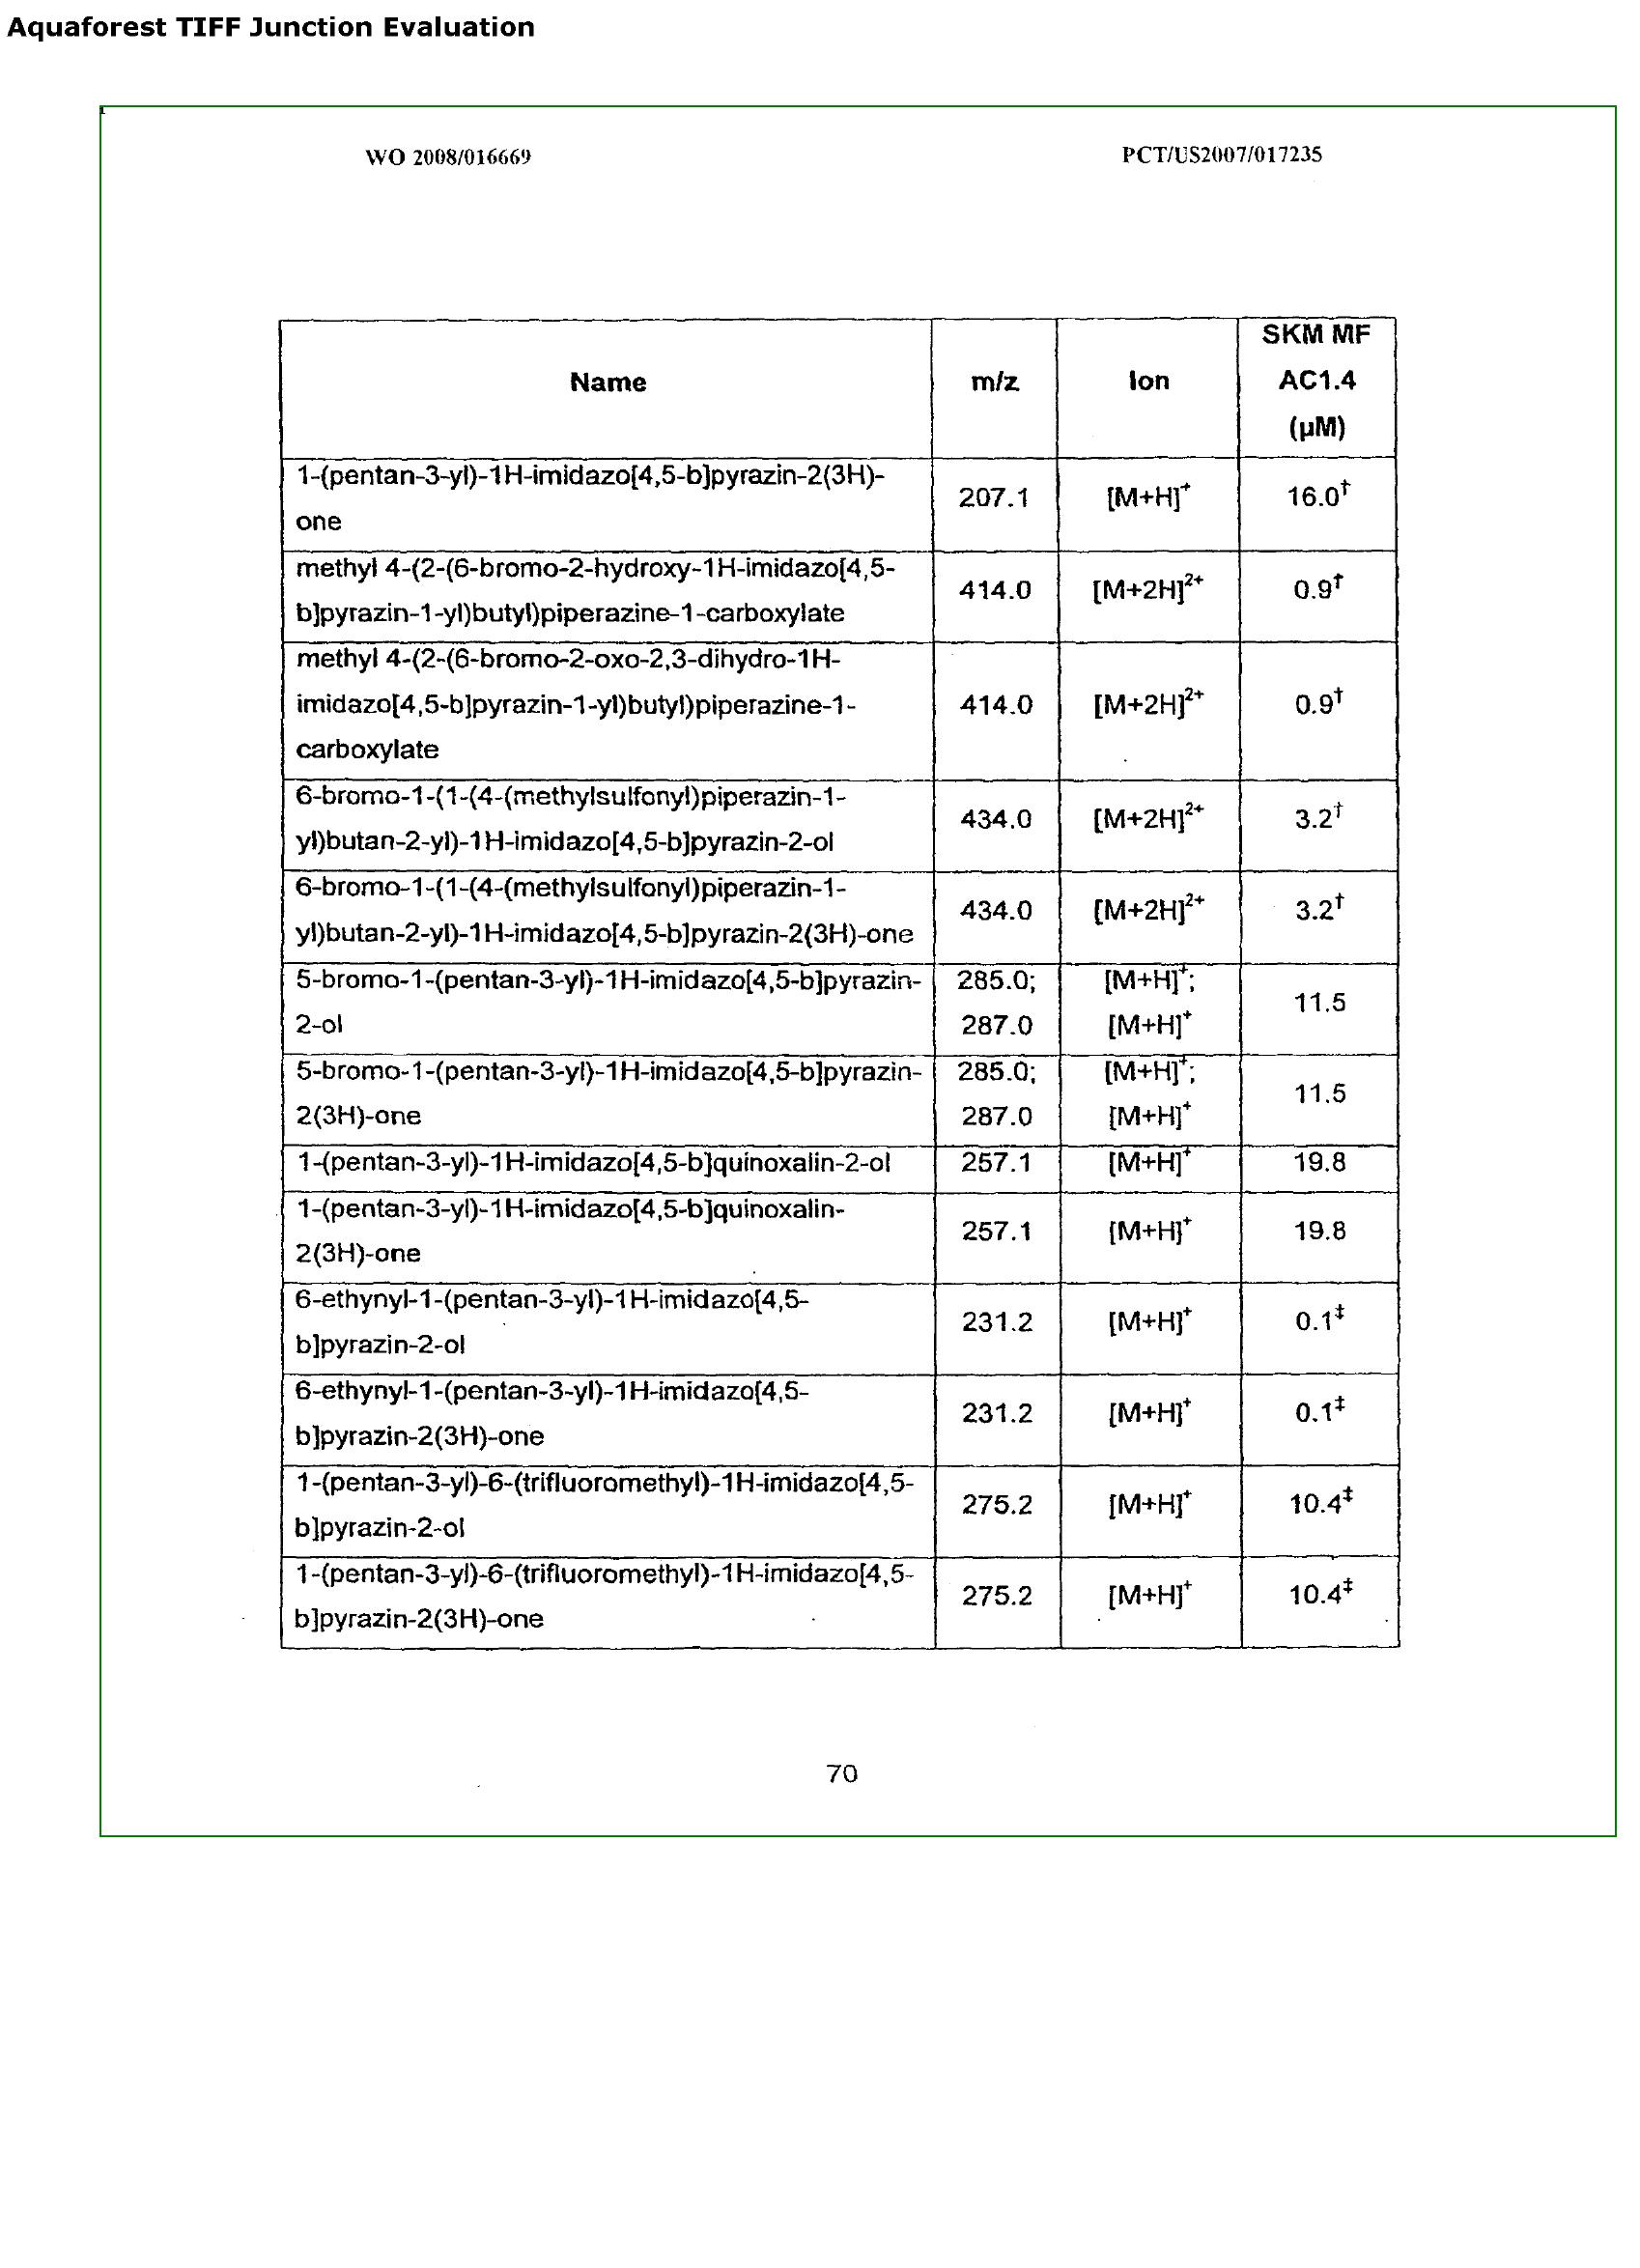 Aquaforest TIFF Junction Evaluation
WO 2008/016669 PCT/US2007/017235
Name m/z Ion SKM MF
AC1.4
(µM)
1-(pentan-3-yl)-1H-imidazo[4,5-b]pyrazin-2(3H)-
one 207.1 [M+H]⁺ 16.0†
methyl 4-(2-(6-bromo-2-hydroxy-1H-imidazo[4,5-
b]pyrazin-1-yl)butyl)piperazine-1-carboxylate 414.0 [M+2H]²⁺ 0.9†
methyl 4-(2-(6-bromo-2-oxo-2,3-dihydro-1H-
imidazo[4,5-b]pyrazin-1-yl)butyl)piperazine-1- 414.0 [M+2H]²⁺ 0.9†
carboxylate
6-bromo-1-(1-(4-(methylsulfonyl)piperazin-1-
yl)butan-2-yl)-1H-imidazo[4,5-b]pyrazin-2-ol 434.0 [M+2H]²⁺ 3.2†
6-bromo-1-(1-(4-(methylsulfonyl)piperazin-1-
yl)butan-2-yl)-1H-imidazo[4,5-b]pyrazin-2(3H)-one 434.0 [M+2H]²⁺ 3.2†
5-bromo-1-(pentan-3-yl)-1H-imidazo[4,5-b]pyrazin- 285.0; [M+H]⁺; 11.5
2-ol 287.0 [M+H]⁺
5-bromo-1-(pentan-3-yl)-1H-imidazo[4,5-b]pyrazin- 285.0; [M+H]⁺; 11.5
2(3H)-one 287.0 [M+H]⁺
1-(pentan-3-yl)-1H-imidazo[4,5-b]quinoxalin-2-ol 257.1 [M+H]⁺ 19.8
1-(pentan-3-yl)-1H-imidazo[4,5-b]quinoxalin-
2(3H)-one 257.1 [M+H]⁺ 19.8
6-ethynyl-1-(pentan-3-yl)-1H-imidazo[4,5-
b]pyrazin-2-ol 231.2 [M+H]⁺ 0.1‡
6-ethynyl-1-(pentan-3-yl)-1H-imidazo[4,5-
b]pyrazin-2(3H)-one 231.2 [M+H]⁺ 0.1‡
1-(pentan-3-yl)-6-(trifluoromethyl)-1H-imidazo[4,5-
b]pyrazin-2-ol 275.2 [M+H]⁺ 10.4‡
1-(pentan-3-yl)-6-(trifluoromethyl)-1H-imidazo[4,5-
b]pyrazin-2(3H)-one 275.2 [M+H]⁺ 10.4‡
70